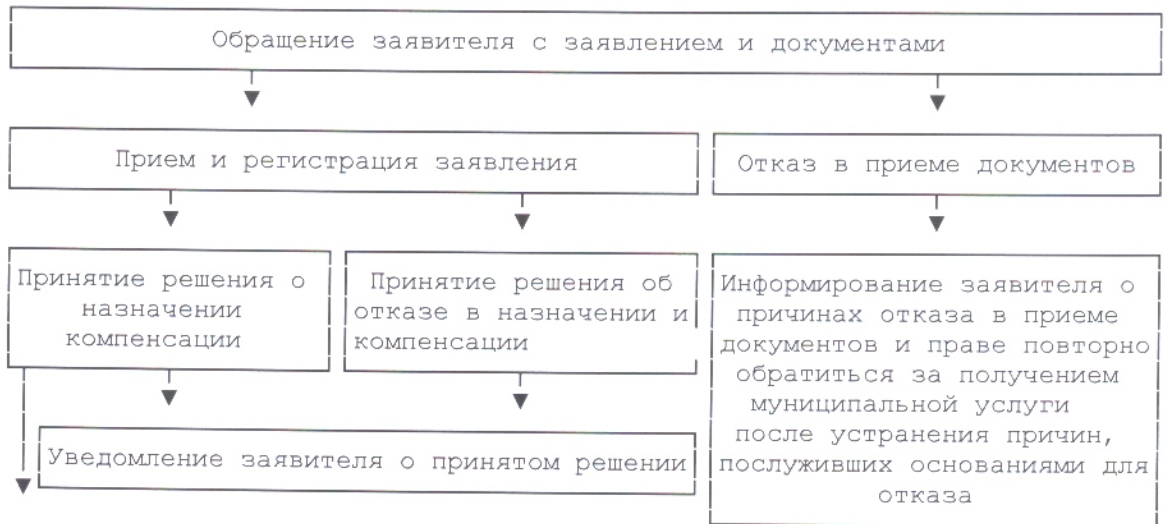 Обращение заявителя с заявлением и документами
Прием и регистрация заявления
Отказ в приеме документов
Принятие решения о
назначении
компенсации
Принятие решения об
отказе в назначении и
компенсации
Информирование заявителя о
причинах отказа в приеме
документов и праве повторно
обратиться за получением
муниципальной услуги
после устранения причин,
послуживших основаниями для
отказа
Уведомление заявителя о принятом решении